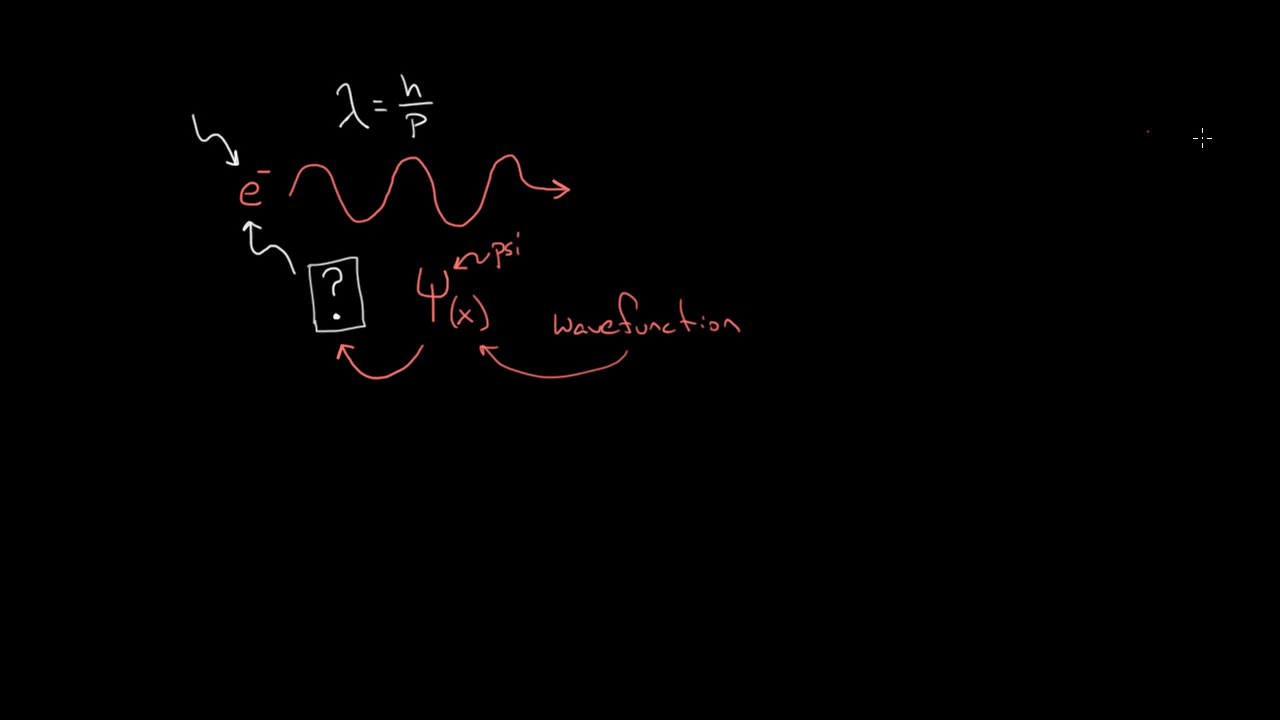 λ = h/p
e⁻
psi
? ψ(x) wavefunction